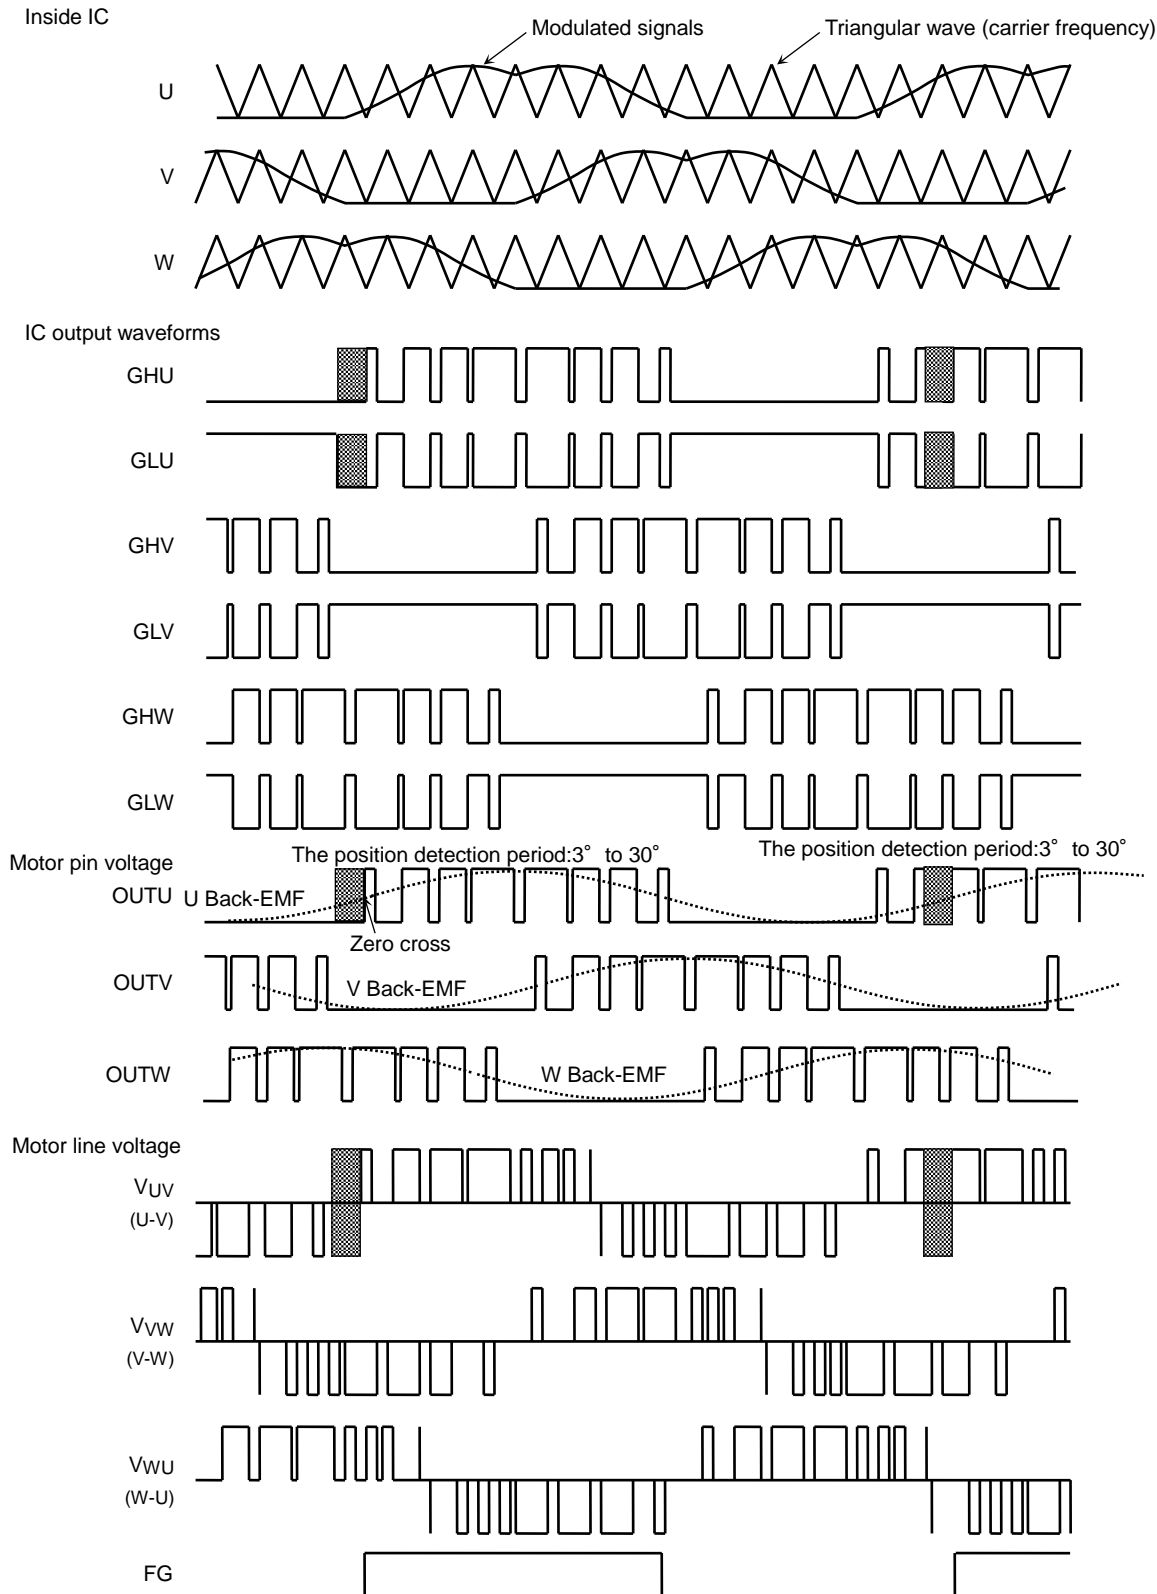 Inside IC
Modulated signals
Triangular wave (carrier frequency)
U
V
W
IC output waveforms
GHU
GLU
GHV
GLV
GHW
GLW
Motor pin voltage
The position detection period:3° to 30°
The position detection period:3° to 30°
OUTU
U Back-EMF
Zero cross
OUTV
V Back-EMF
OUTW
W Back-EMF
Motor line voltage
VUV
(U-V)
VVW
(V-W)
VWU
(W-U)
FG